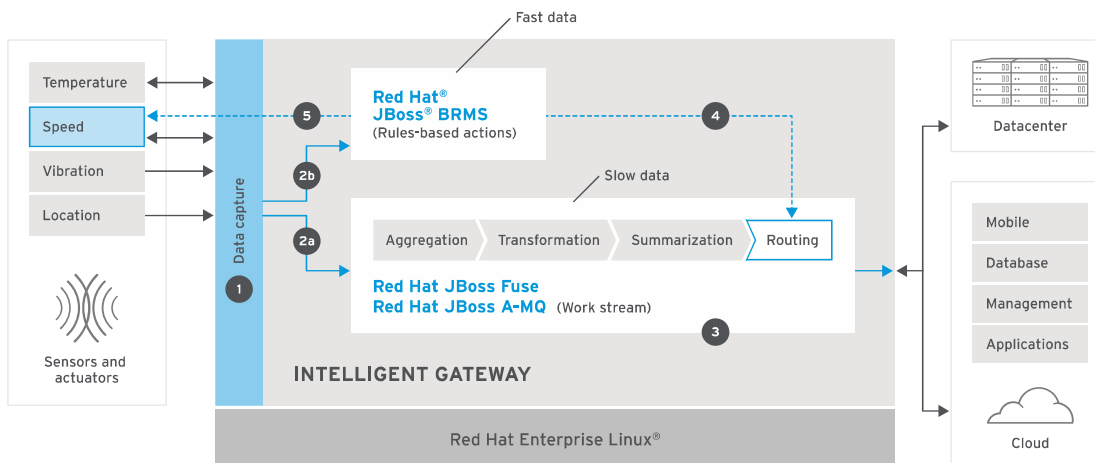 Fast data
Temperature
Speed
Vibration
Location
Sensors and
actuators
Data capture
1
2b
2a
5
4
3
Red Hat®
JBoss® BRMS
(Rules-based actions)
Slow data
Aggregation
Transformation
Summarization
Routing
Red Hat JBoss Fuse
Red Hat JBoss A-MQ (Work stream)
INTELLIGENT GATEWAY
Red Hat Enterprise Linux®
Datacenter
Mobile
Database
Management
Applications
Cloud